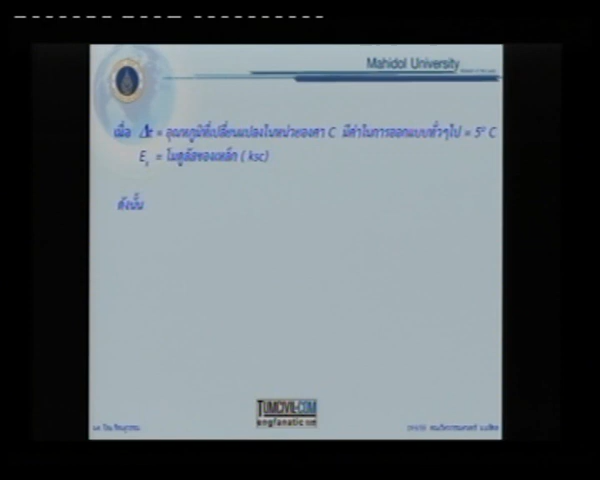 Mahidol University
เมื่อ Δt = อุณหภูมิที่เปลี่ยนแปลงในหน่วยองศา C มีค่าในการออกแบบทั่วๆไป = 5° C
Es = โมดูลัสของเหล็ก ( ksc)
ดังนั้น
TUMCIVIL.COM
engfanatic